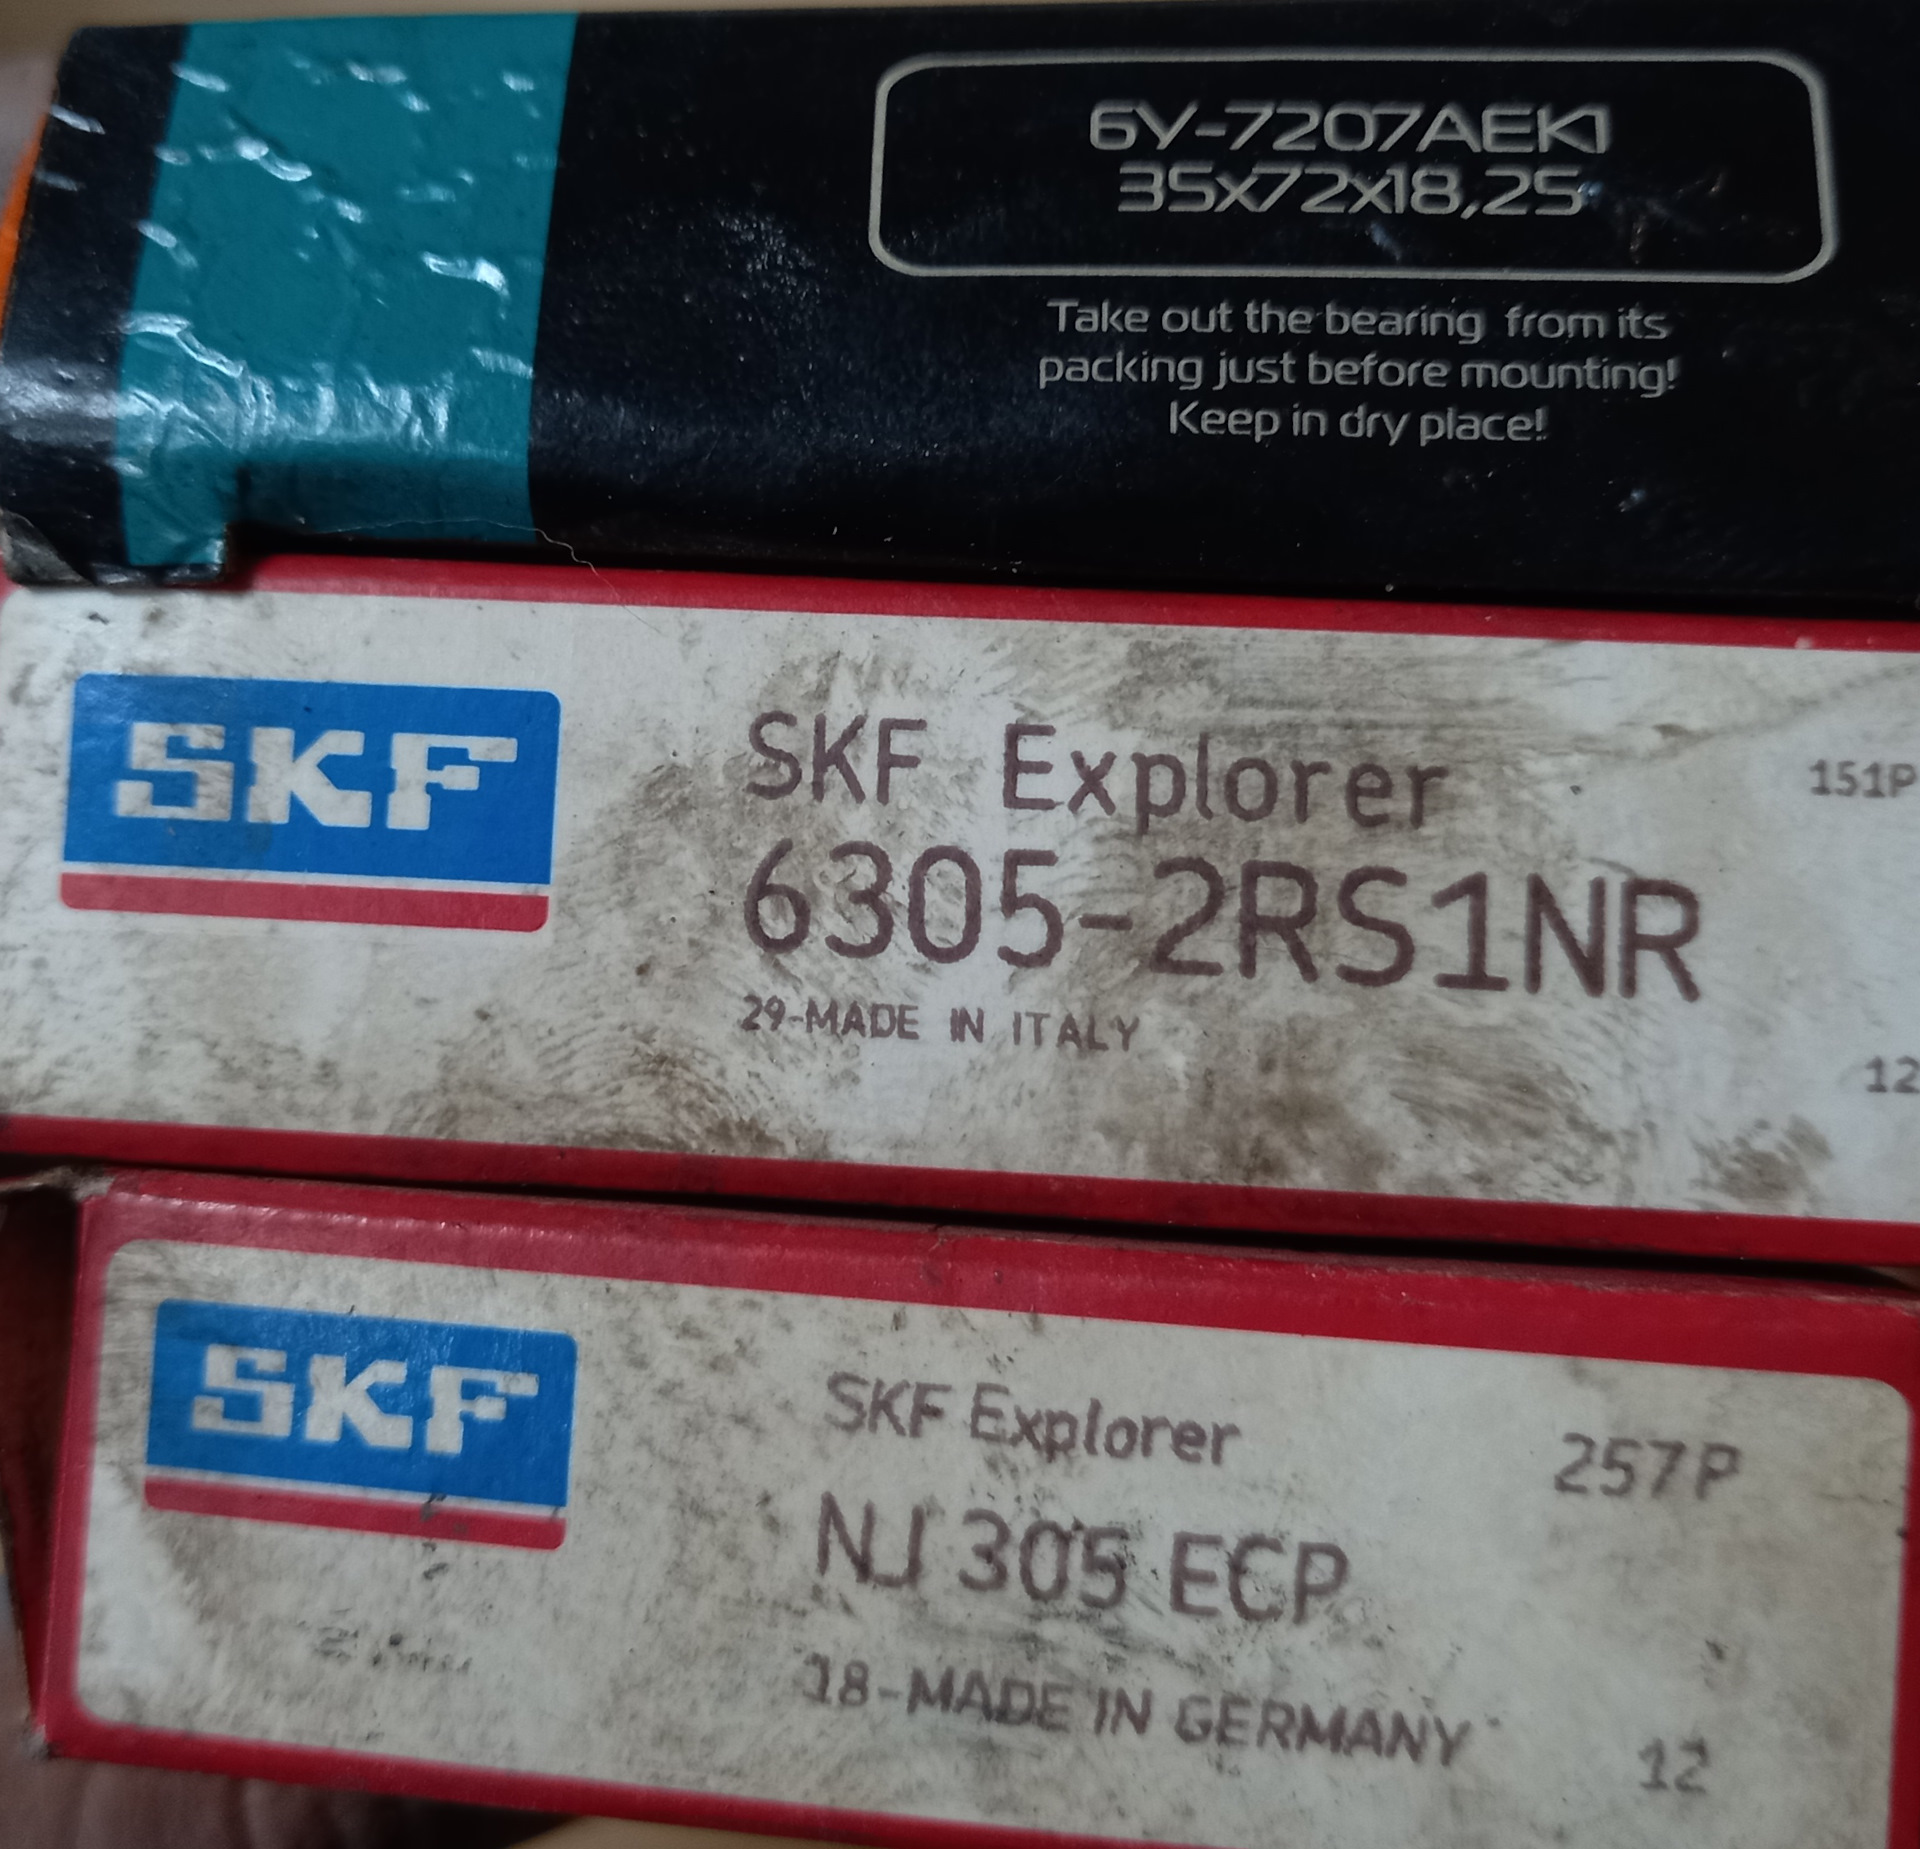 6Y-7207AEK1
35x72x18,25
Take out the bearing from its
packing just before mounting!
Keep in dry place!
SKF
SKF Explorer
151P
6305-2RS1NR
29-MADE IN ITALY
12
SKF
SKF Explorer
257P
NJ 305 ECP
18-MADE IN GERMANY
12